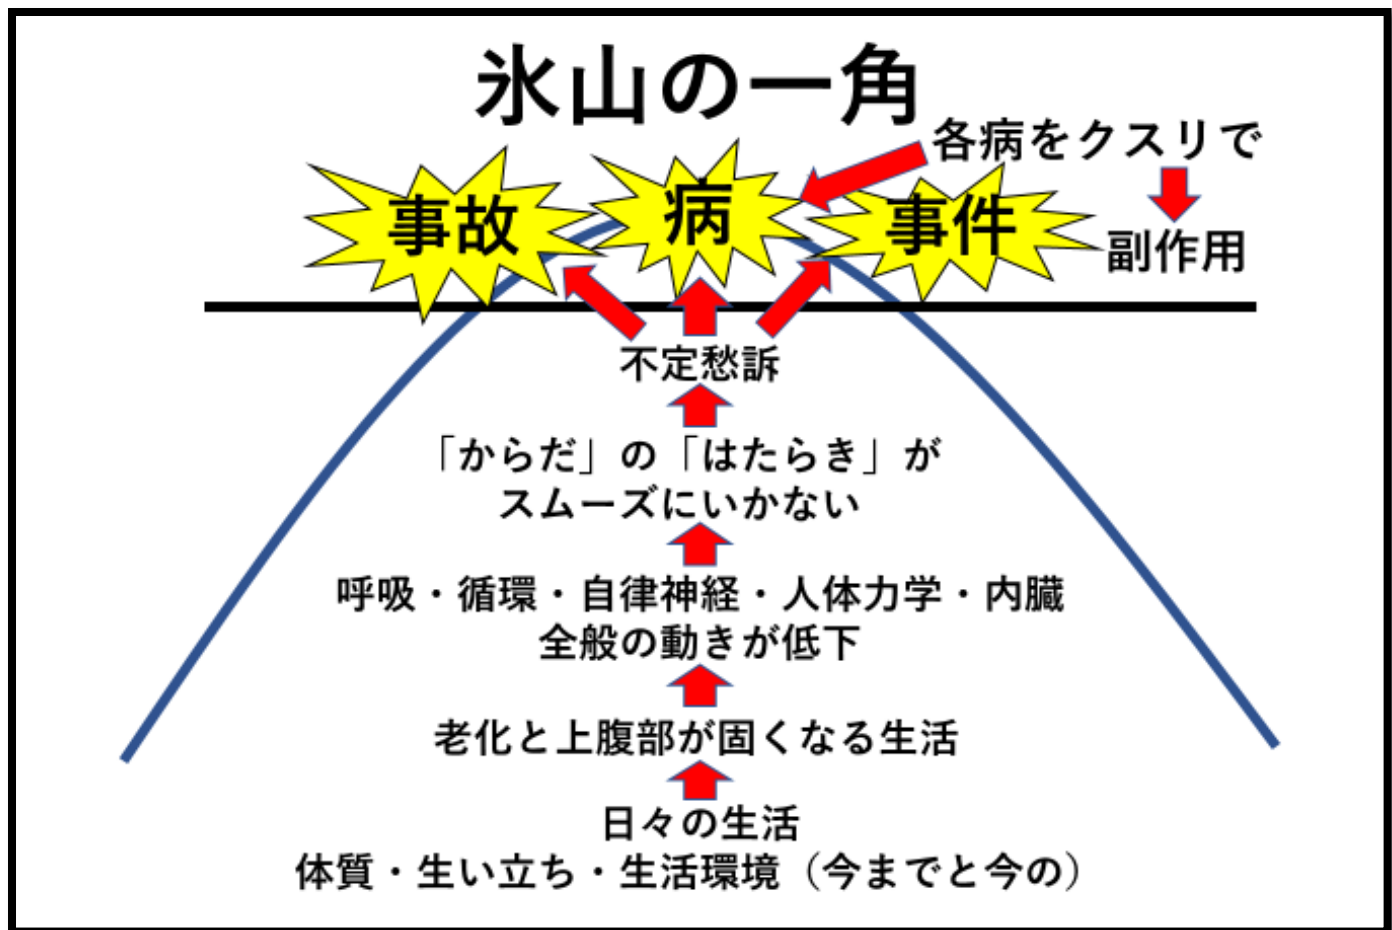 氷山の一角
各病をクスリで
事故
病
事件
副作用
不定愁訴
「からだ」の「はたらき」が
スムーズにいかない
呼吸・循環・自律神経・人体力学・内臓
全般の動きが低下
老化と上腹部が固くなる生活
日々の生活
体質・生い立ち・生活環境（今までと今の）